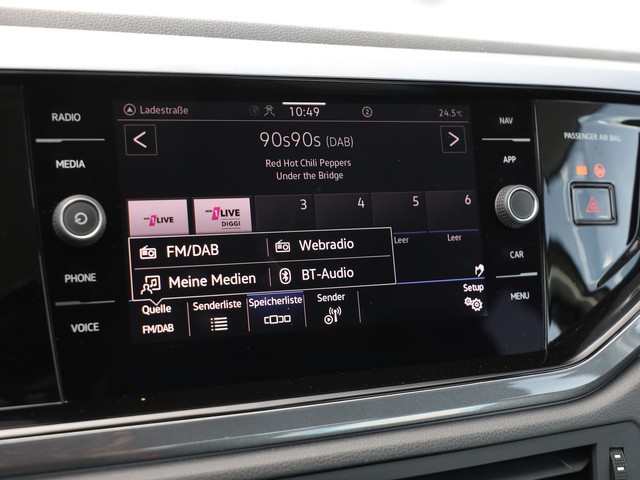 RADIO
MEDIA
PHONE
VOICE
Ladestraße
10:49
2
24.5°C
90s90s (DAB)
Red Hot Chili Peppers
Under the Bridge
1LIVE
1LIVE
DIGGI
3
4
5
6
Leer
Leer
FM/DAB
Webradio
Meine Medien
BT-Audio
Quelle
FM/DAB
Senderliste
Speicherliste
Sender
Setup
NAV
APP
CAR
MENU
PASSENGER AIR BAG